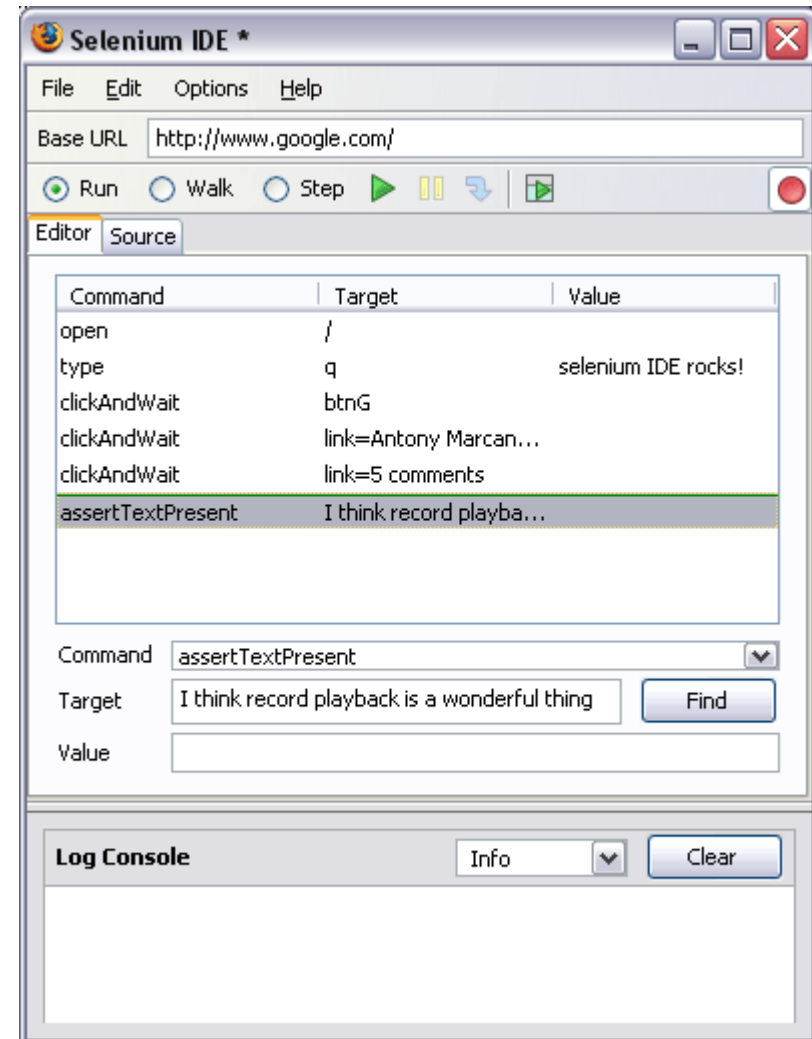 Selenium IDE *
File Edit Options Help
Base URL http://www.google.com/
Run Walk Step
Editor Source
Command Target Value
open /
type q selenium IDE rocks!
clickAndWait btnG
clickAndWait link=Antony Marcan...
clickAndWait link=5 comments
assertTextPresent I think record playba...
Command assertTextPresent
Target I think record playback is a wonderful thing Find
Value
Log Console Info Clear